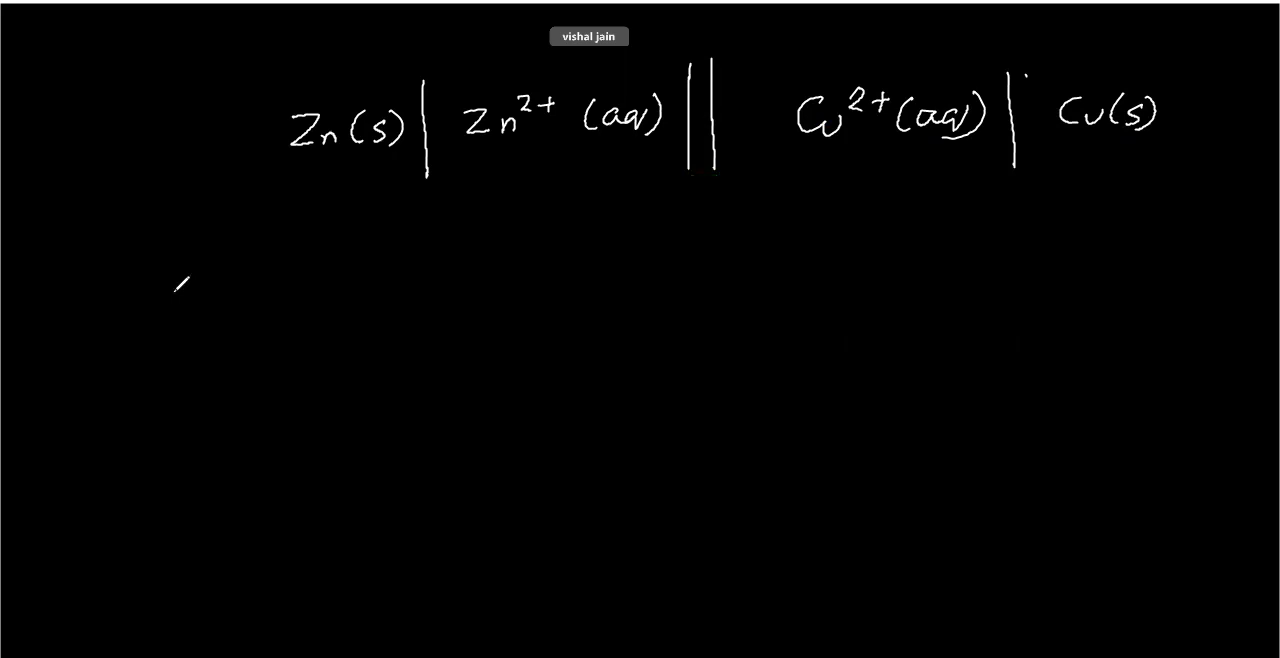 vishal jain
Zn(s) | Zn²⁺ (aq) || Cu²⁺(aq) | Cu(s)